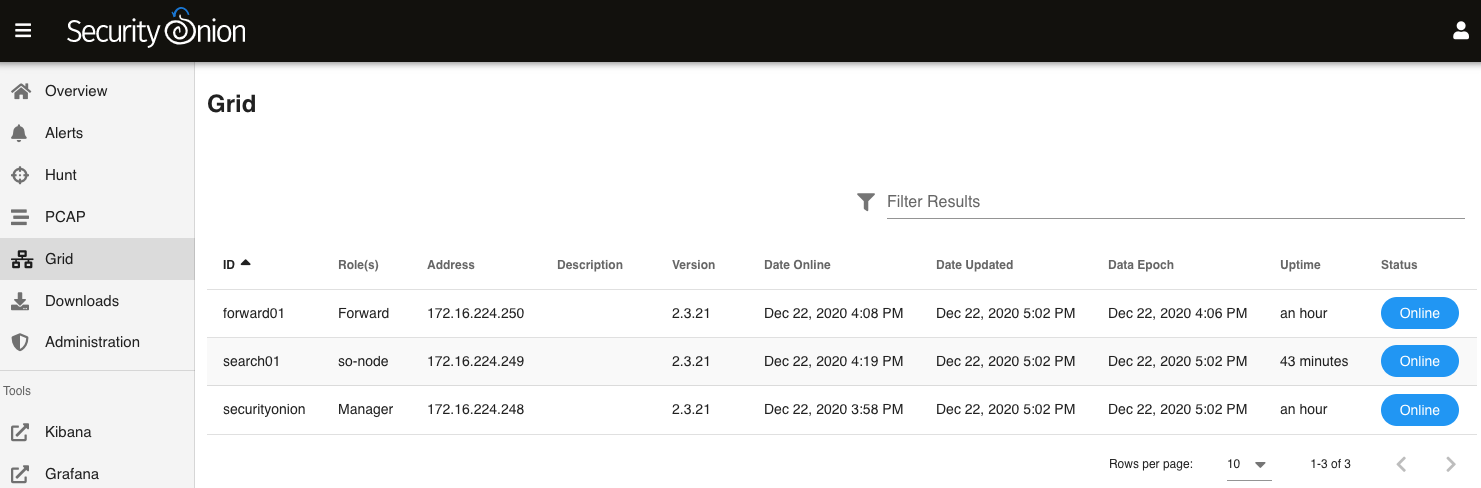 Security Onion
Overview
Alerts
Hunt
PCAP
Grid
Downloads
Administration
Tools
Kibana
Grafana
Grid
Filter Results
ID Role(s) Address Description Version Date Online Date Updated Data Epoch Uptime Status
forward01 Forward 172.16.224.250 2.3.21 Dec 22, 2020 4:08 PM Dec 22, 2020 5:02 PM Dec 22, 2020 4:06 PM an hour Online
search01 so-node 172.16.224.249 2.3.21 Dec 22, 2020 4:19 PM Dec 22, 2020 5:02 PM Dec 22, 2020 5:02 PM 43 minutes Online
securityonion Manager 172.16.224.248 2.3.21 Dec 22, 2020 3:58 PM Dec 22, 2020 5:02 PM Dec 22, 2020 5:02 PM an hour Online
Rows per page: 10 1-3 of 3